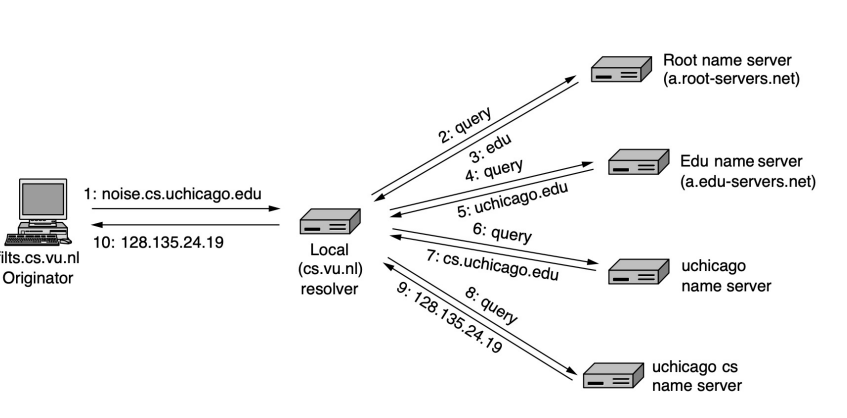 Root name server
(a.root-servers.net)
2: query
3: edu
4: query
5: uchicago.edu
Edu name server
(a.edu-servers.net)
1: noise.cs.uchicago.edu
10: 128.135.24.19
filts.cs.vu.nl
Originator
Local
(cs.vu.nl)
resolver
6: query
7: cs.uchicago.edu
uchicago
name server
8: query
9: 128.135.24.19
uchicago cs
name server